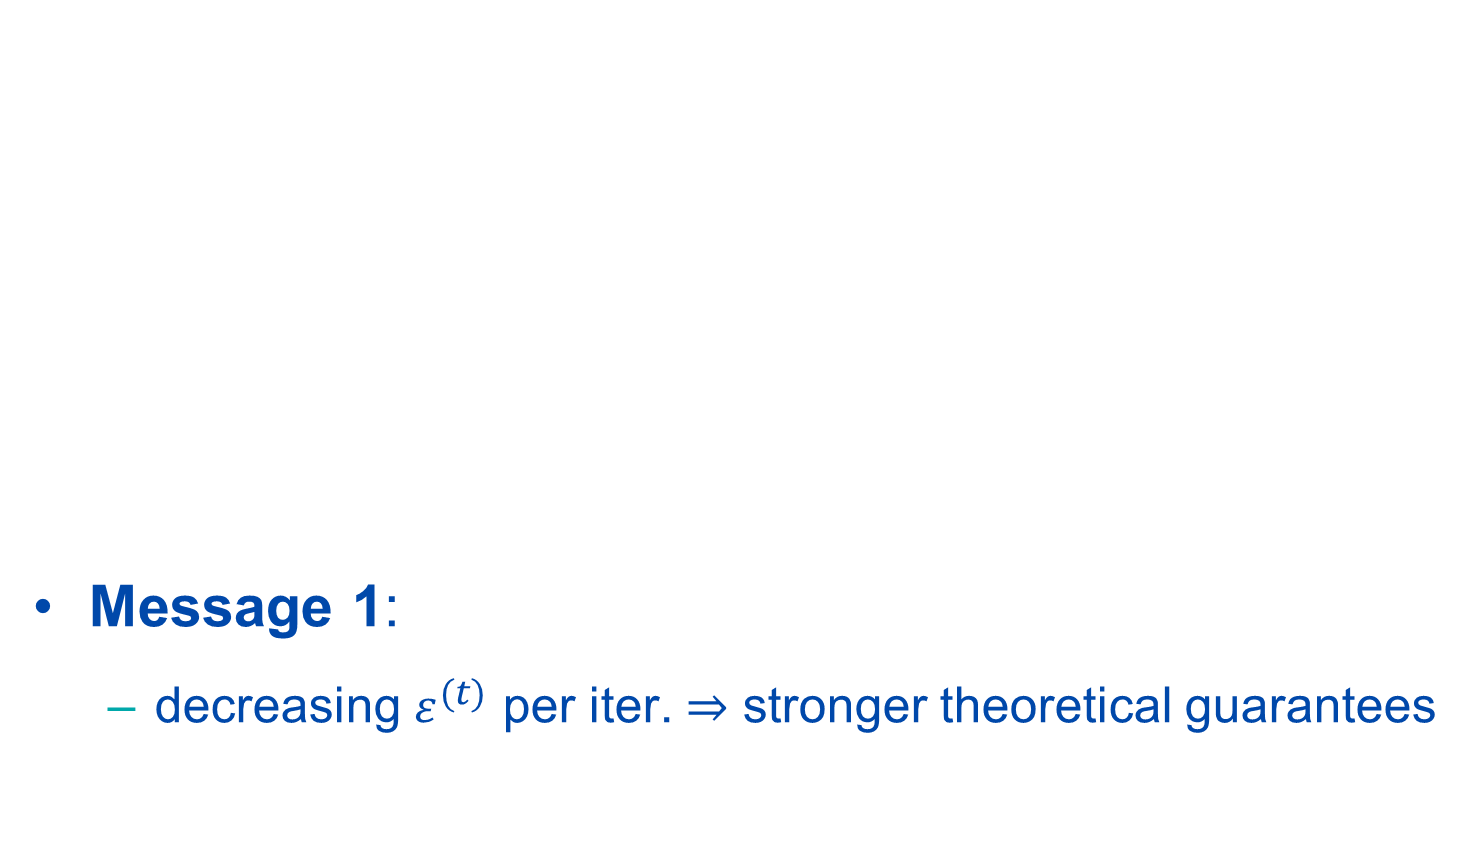 • Message 1:
– decreasing 𝜀^(𝑡) per iter. ⇒ stronger theoretical guarantees